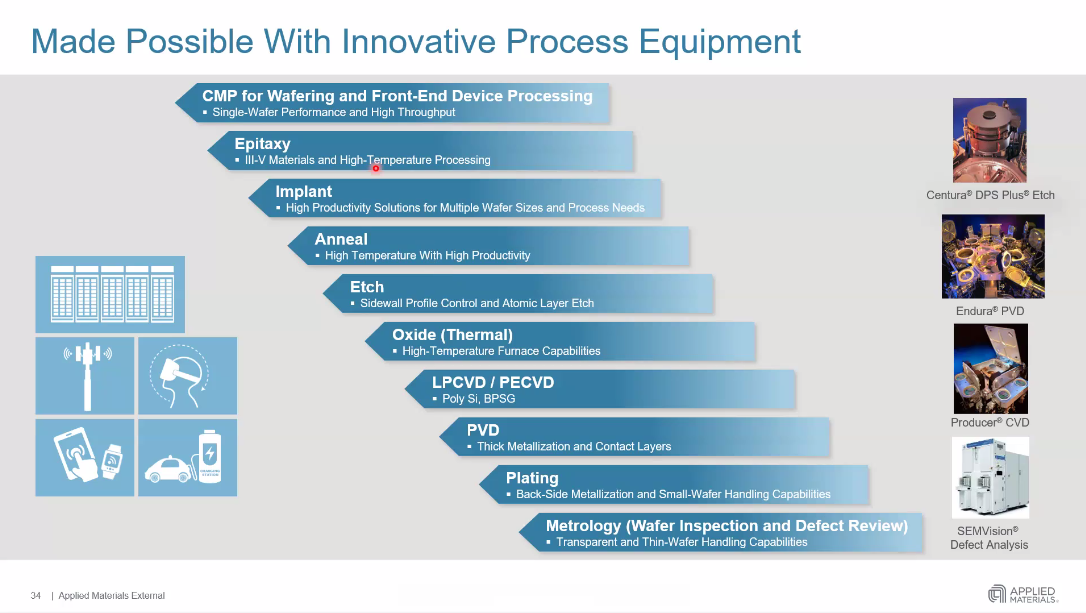 Made Possible With Innovative Process Equipment
CMP for Wafering and Front-End Device Processing
▪ Single-Wafer Performance and High Throughput
Epitaxy
▪ III-V Materials and High-Temperature Processing
Implant
▪ High Productivity Solutions for Multiple Wafer Sizes and Process Needs
Anneal
▪ High Temperature With High Productivity
Etch
▪ Sidewall Profile Control and Atomic Layer Etch
Oxide (Thermal)
▪ High-Temperature Furnace Capabilities
LPCVD / PECVD
▪ Poly Si, BPSG
PVD
▪ Thick Metallization and Contact Layers
Plating
▪ Back-Side Metallization and Small-Wafer Handling Capabilities
Metrology (Wafer Inspection and Defect Review)
▪ Transparent and Thin-Wafer Handling Capabilities
Centura® DPS Plus® Etch
Endura® PVD
Producer® CVD
SEMVision®
Defect Analysis
34 | Applied Materials External
APPLIED
MATERIALS